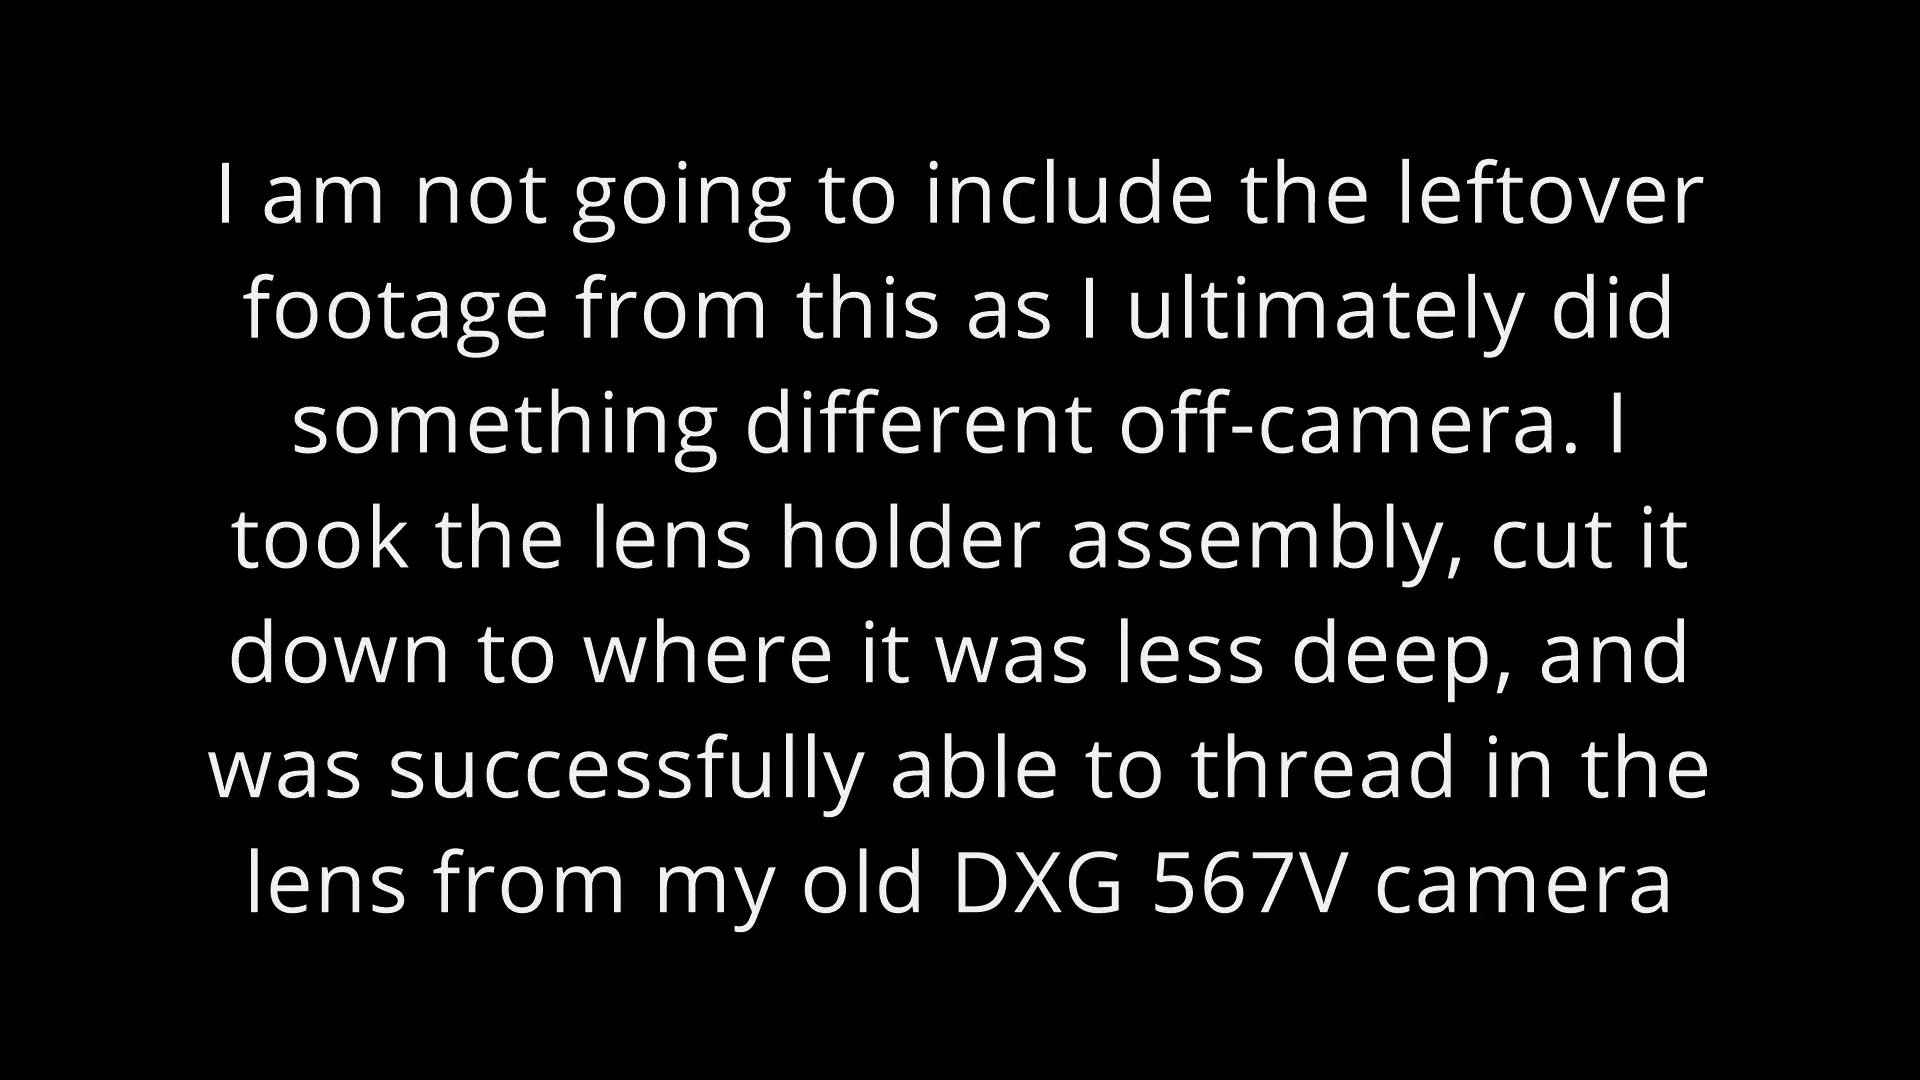 I am not going to include the leftover
footage from this as I ultimately did
something different off-camera. I
took the lens holder assembly, cut it
down to where it was less deep, and
was successfully able to thread in the
lens from my old DXG 567V camera